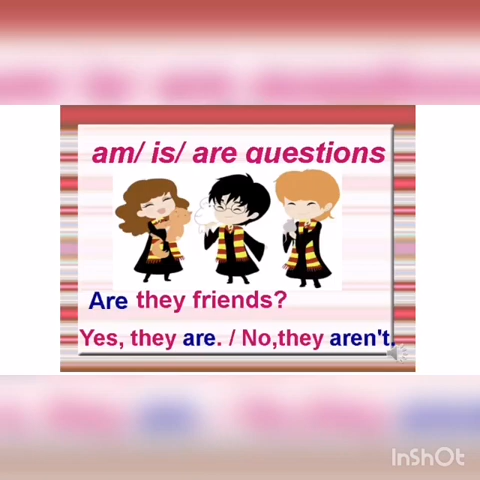 am/ is/ are questions
Are they friends?
Yes, they are. / No,they aren't.
InShOt